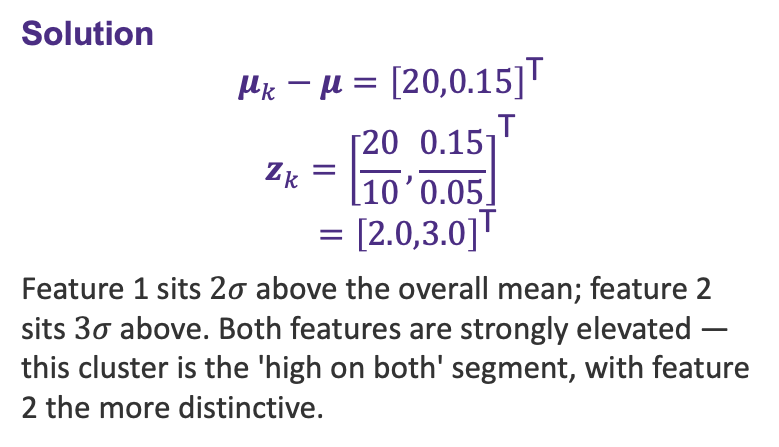 Solution
𝝁ₖ − 𝝁 = [20,0.15]ᵀ
𝐳ₖ = [20/10, 0.15/0.05]ᵀ
= [2.0,3.0]ᵀ
Feature 1 sits 2σ above the overall mean; feature 2
sits 3σ above. Both features are strongly elevated —
this cluster is the 'high on both' segment, with feature
2 the more distinctive.